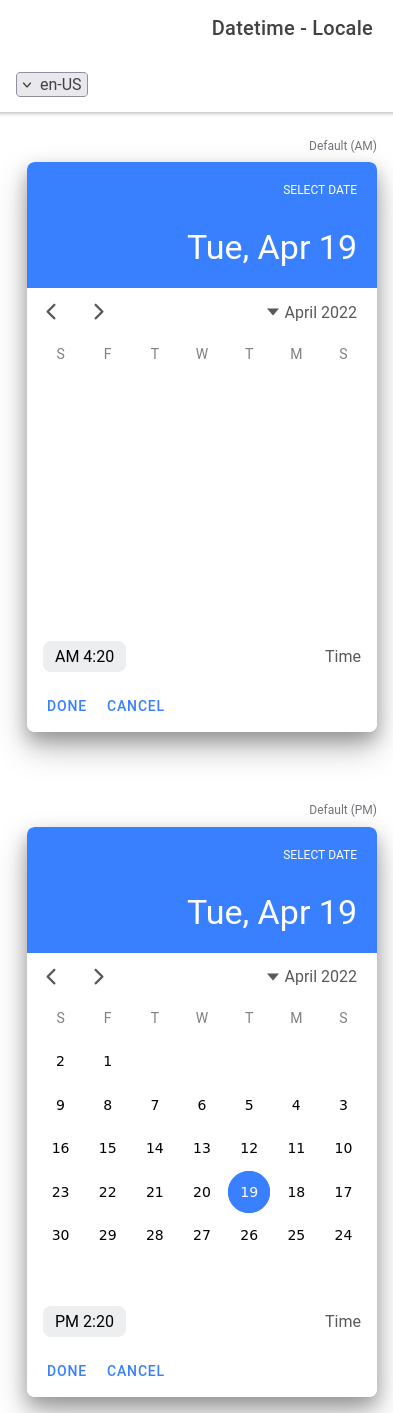 Datetime - Locale
en-US
Default (AM)
SELECT DATE
Tue, Apr 19
April 2022
S F T W T M S
AM 4:20 Time
DONE CANCEL
Default (PM)
SELECT DATE
Tue, Apr 19
April 2022
S F T W T M S
2 1
9 8 7 6 5 4 3
16 15 14 13 12 11 10
23 22 21 20 19 18 17
30 29 28 27 26 25 24
PM 2:20 Time
DONE CANCEL